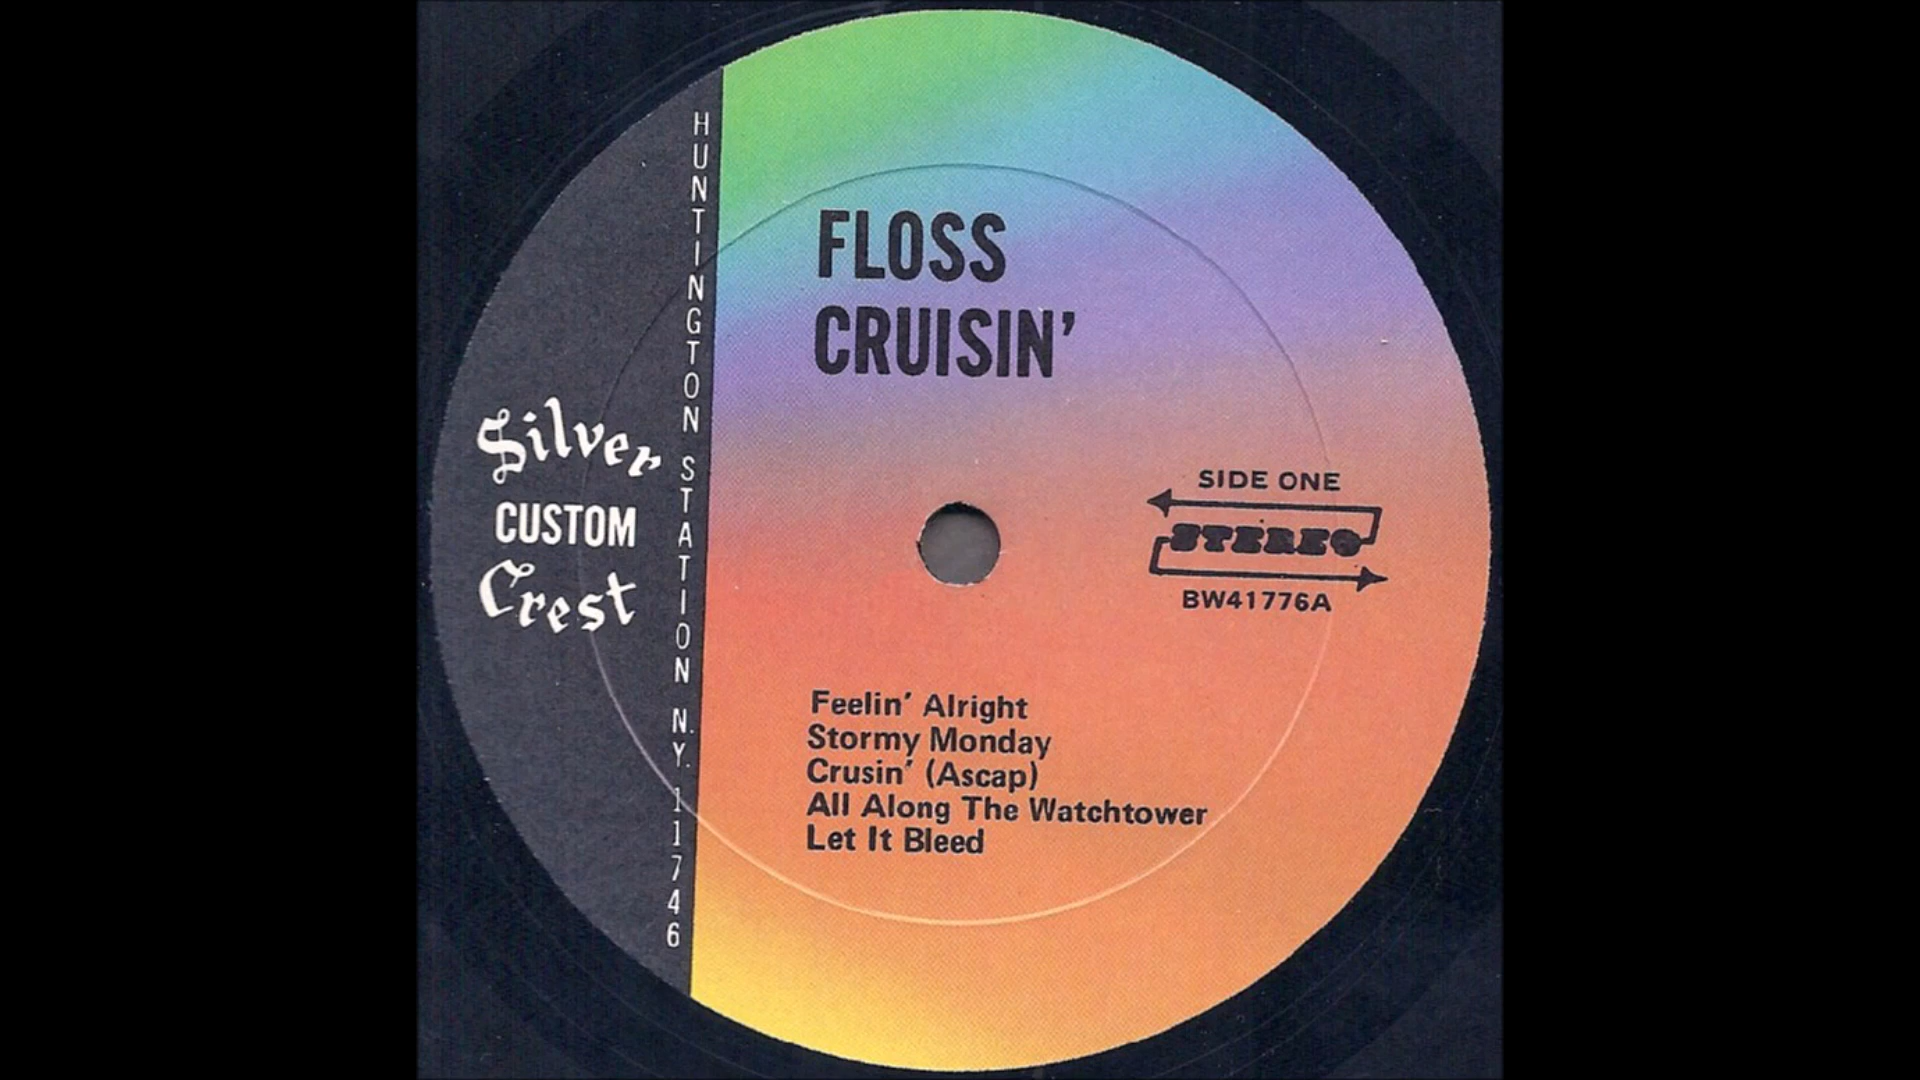 FLOSS
CRUISIN'
HUNTINGTON STATION N.Y. 11746
Silver
CUSTOM
Crest
SIDE ONE
STEREO
BW41776A
Feelin' Alright
Stormy Monday
Crusin' (Ascap)
All Along The Watchtower
Let It Bleed